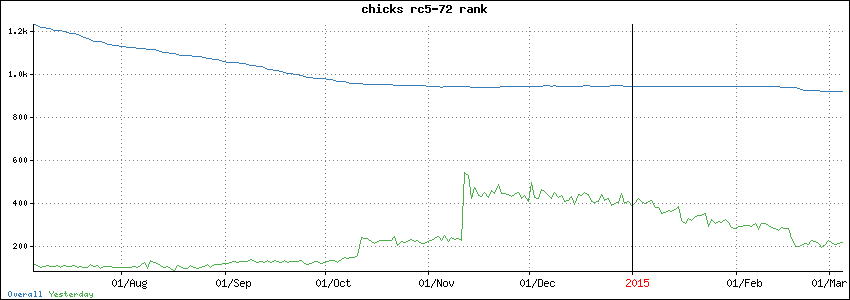 chicks rc5-72 rank
1.2k
1.0k
800
600
400
200
01/Aug 01/Sep 01/Oct 01/Nov 01/Dec 2015 01/Feb 01/Mar
Overall Yesterday